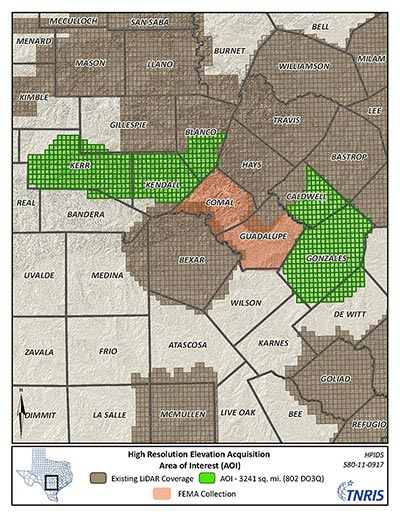 MCCULLOCH
SAN SABA
BELL
MENARD
BURNET
MILAM
MASON
LLANO
WILLIAMSON
KIMBLE
LEE
GILLESPIE
BLANCO
TRAVIS
BASTROP
KERR
HAYS
KENDALL
COMAL
CALDWELL
REAL
BANDERA
GUADALUPE
BEXAR
GONZALES
UVALDE
MEDINA
WILSON
DE WITT
ZAVALA
FRIO
ATASCOSA
KARNES
GOLIAD
DIMMIT
LA SALLE
MCMULLEN
LIVE OAK
BEE
REFUGIO
N
High Resolution Elevation Acquisition
Area of Interest (AOI)
HPIDS
580-11-0917
Existing LiDAR Coverage
AOI - 3241 sq. mi. (802 DO3Q)
FEMA Collection
TNRIS